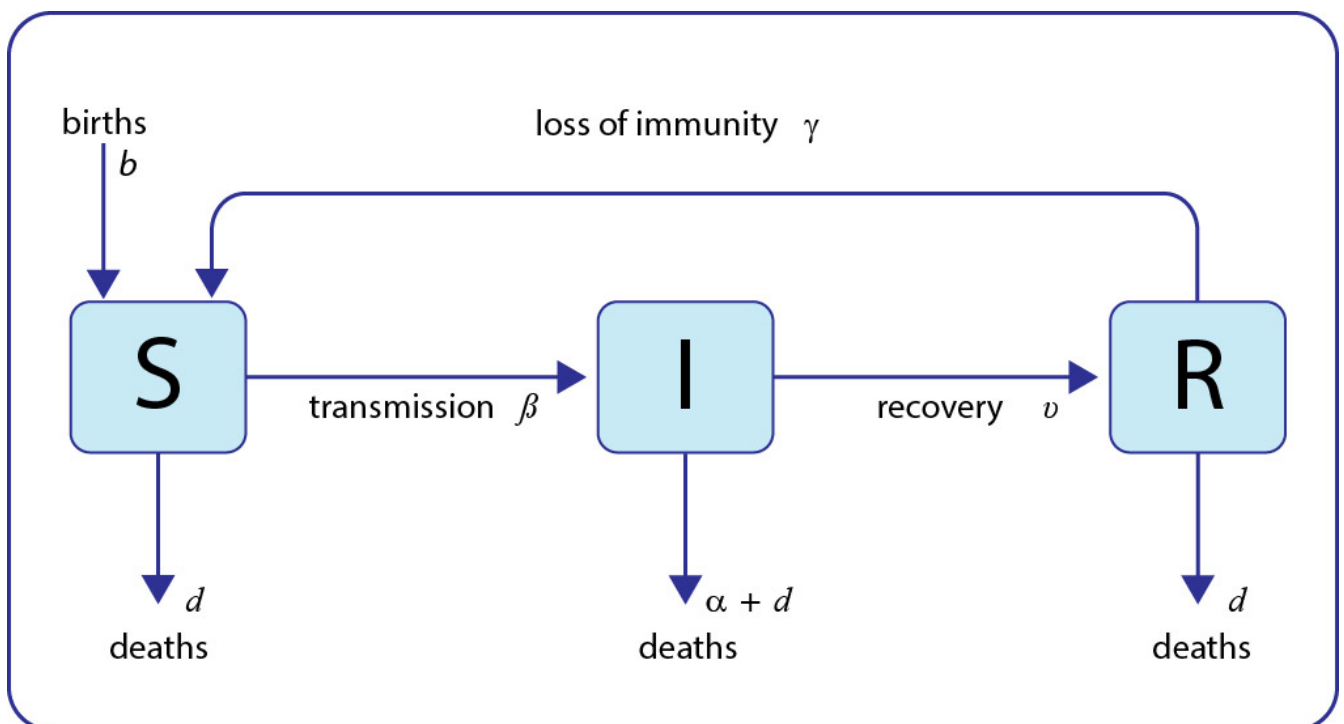 births
b
loss of immunity γ
S
I
R
transmission β
recovery υ
d
α + d
d
deaths
deaths
deaths